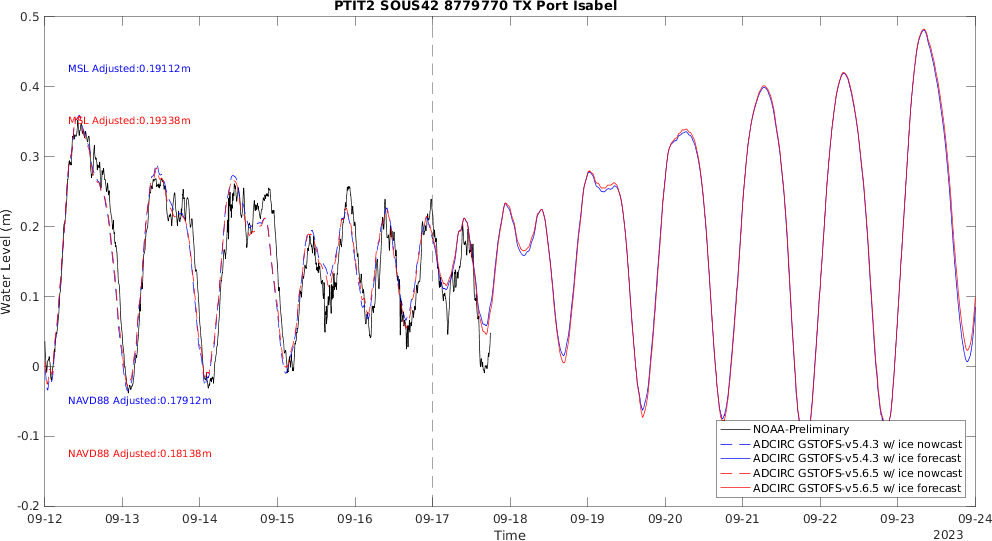 PTIT2 SOUS42 8779770 TX Port Isabel
0.5
0.4
0.3
0.2
0.1
0
-0.1
-0.2
Water Level (m)
MSL Adjusted:0.19112m
MSL Adjusted:0.19338m
NAVD88 Adjusted:0.17912m
NAVD88 Adjusted:0.18138m
NOAA-Preliminary
ADCIRC GSTOFS-v5.4.3 w/ ice nowcast
ADCIRC GSTOFS-v5.4.3 w/ ice forecast
ADCIRC GSTOFS-v5.6.5 w/ ice nowcast
ADCIRC GSTOFS-v5.6.5 w/ ice forecast
09-12 09-13 09-14 09-15 09-16 09-17 09-18 09-19 09-20 09-21 09-22 09-23 09-24
Time
2023